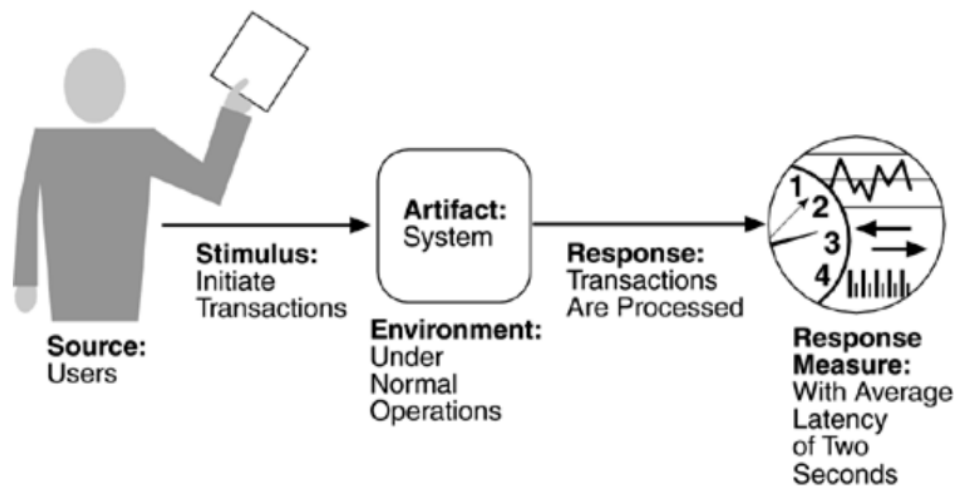 Source:
Users
Stimulus:
Initiate
Transactions
Artifact:
System
Environment:
Under
Normal
Operations
Response:
Transactions
Are Processed
1
2
3
4
Response
Measure:
With Average
Latency
of Two
Seconds